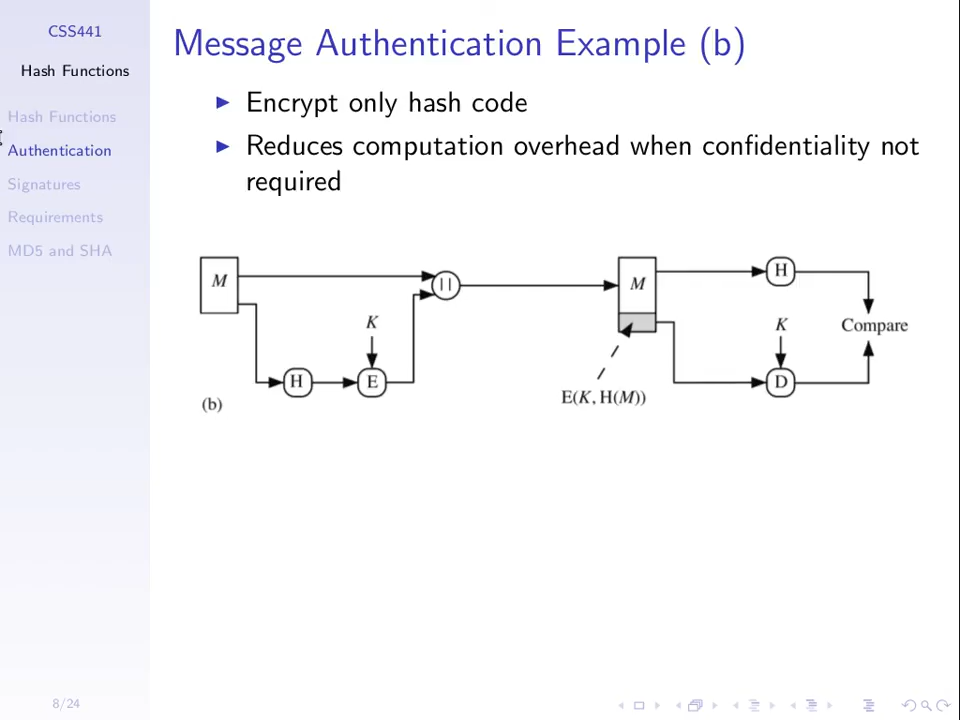 CSS441
Hash Functions
Hash Functions
Authentication
Signatures
Requirements
MD5 and SHA
8/24
Message Authentication Example (b)
Encrypt only hash code
Reduces computation overhead when confidentiality not
required
M
||
M
H
K
K
Compare
H
E
D
E(K, H(M))
(b)